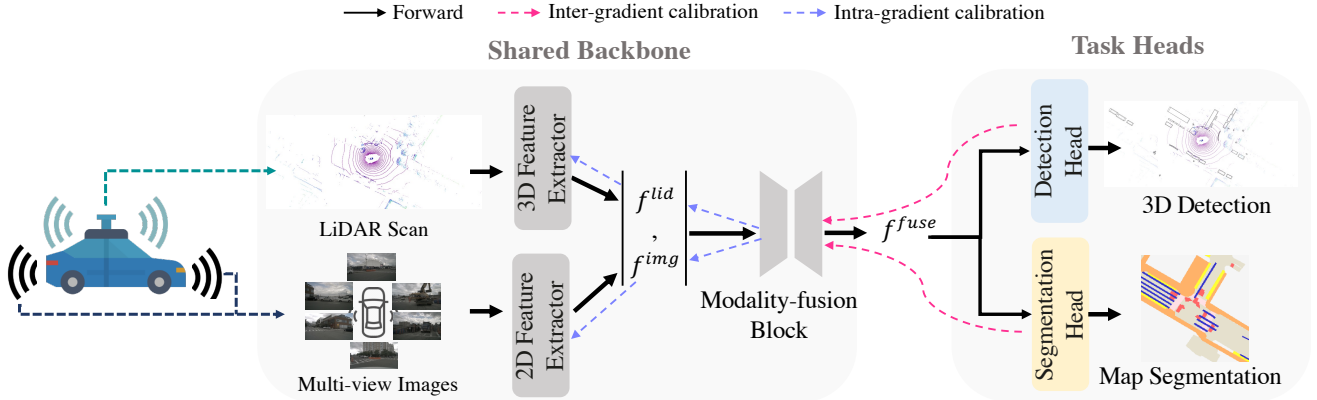 Forward
Inter-gradient calibration
Intra-gradient calibration
Shared Backbone
Task Heads
LiDAR Scan
Multi-view Images
3D Feature
Extractor
2D Feature
Extractor
f^{lid}
,
f^{img}
Modality-fusion
Block
f^{fuse}
Detection
Head
Segmentation
Head
3D Detection
Map Segmentation